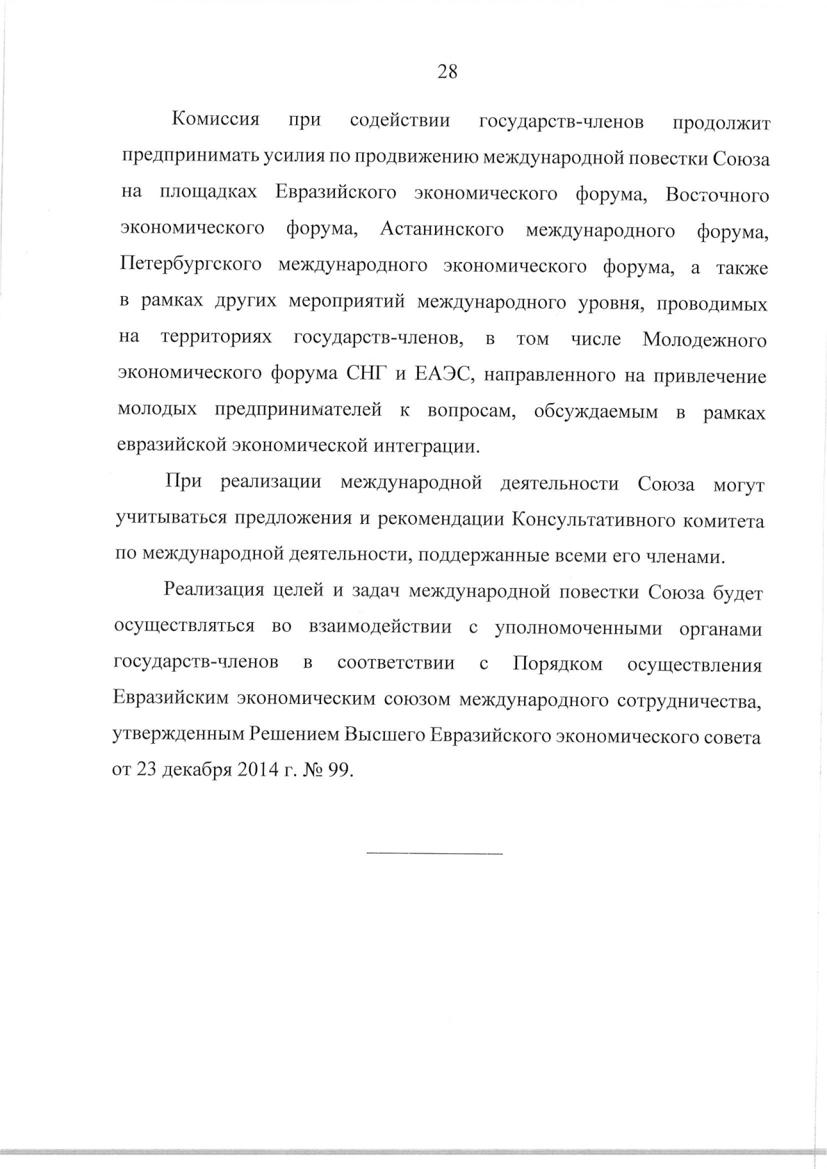 28
Комиссия при содействии государств-членов продолжит
предпринимать усилия по продвижению международной повестки Союза
на площадках Евразийского экономического форума, Восточного
экономического форума, Астанинского международного форума,
Петербургского международного экономического форума, а также
в рамках других мероприятий международного уровня, проводимых
на территориях государств-членов, в том числе Молодежного
экономического форума СНГ и ЕАЭС, направленного на привлечение
молодых предпринимателей к вопросам, обсуждаемым в рамках
евразийской экономической интеграции.
При реализации международной деятельности Союза могут
учитываться предложения и рекомендации Консультативного комитета
по международной деятельности, поддержанные всеми его членами.
Реализация целей и задач международной повестки Союза будет
осуществляться во взаимодействии с уполномоченными органами
государств-членов в соответствии с Порядком осуществления
Евразийским экономическим союзом международного сотрудничества,
утвержденным Решением Высшего Евразийского экономического совета
от 23 декабря 2014 г. № 99.